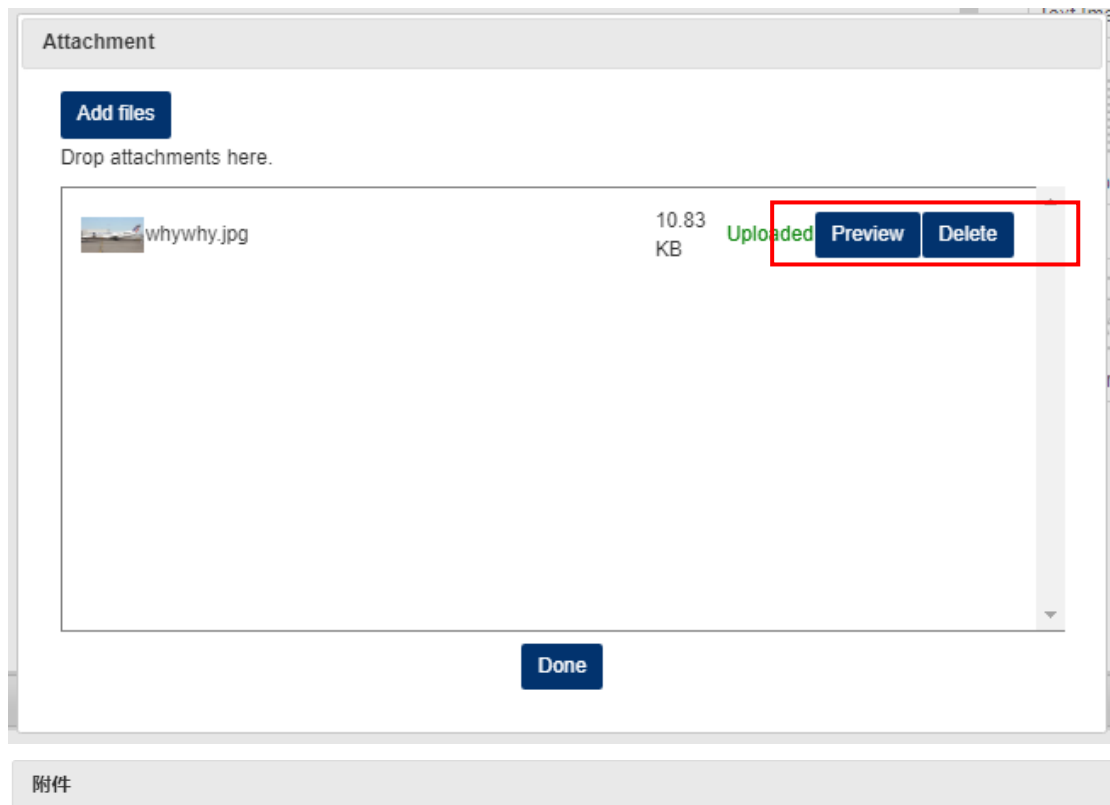 Attachment
Add files
Drop attachments here.
whywhy.jpg
10.83
KB
Uploaded
Preview
Delete
Done
附件